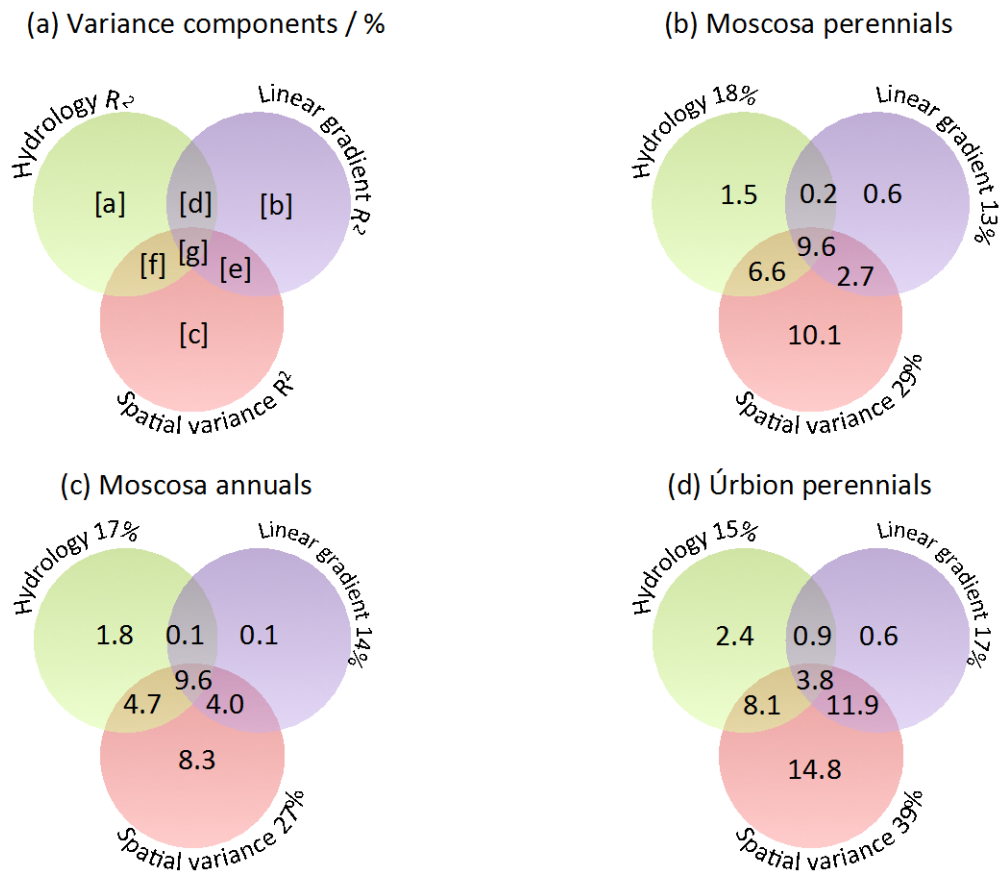 (a) Variance components / %
Hydrology R²
Linear gradient R²
[a]
[d]
[b]
[g]
[f]
[e]
[c]
Spatial variance R²
(b) Moscosa perennials
Hydrology 18%
Linear gradient 13%
1.5
0.2
0.6
9.6
6.6
2.7
10.1
Spatial variance 29%
(c) Moscosa annuals
Hydrology 17%
Linear gradient 14%
1.8
0.1
0.1
9.6
4.7
4.0
8.3
Spatial variance 27%
(d) Úrbion perennials
Hydrology 15%
Linear gradient 17%
2.4
0.9
0.6
3.8
8.1
11.9
14.8
Spatial variance 39%